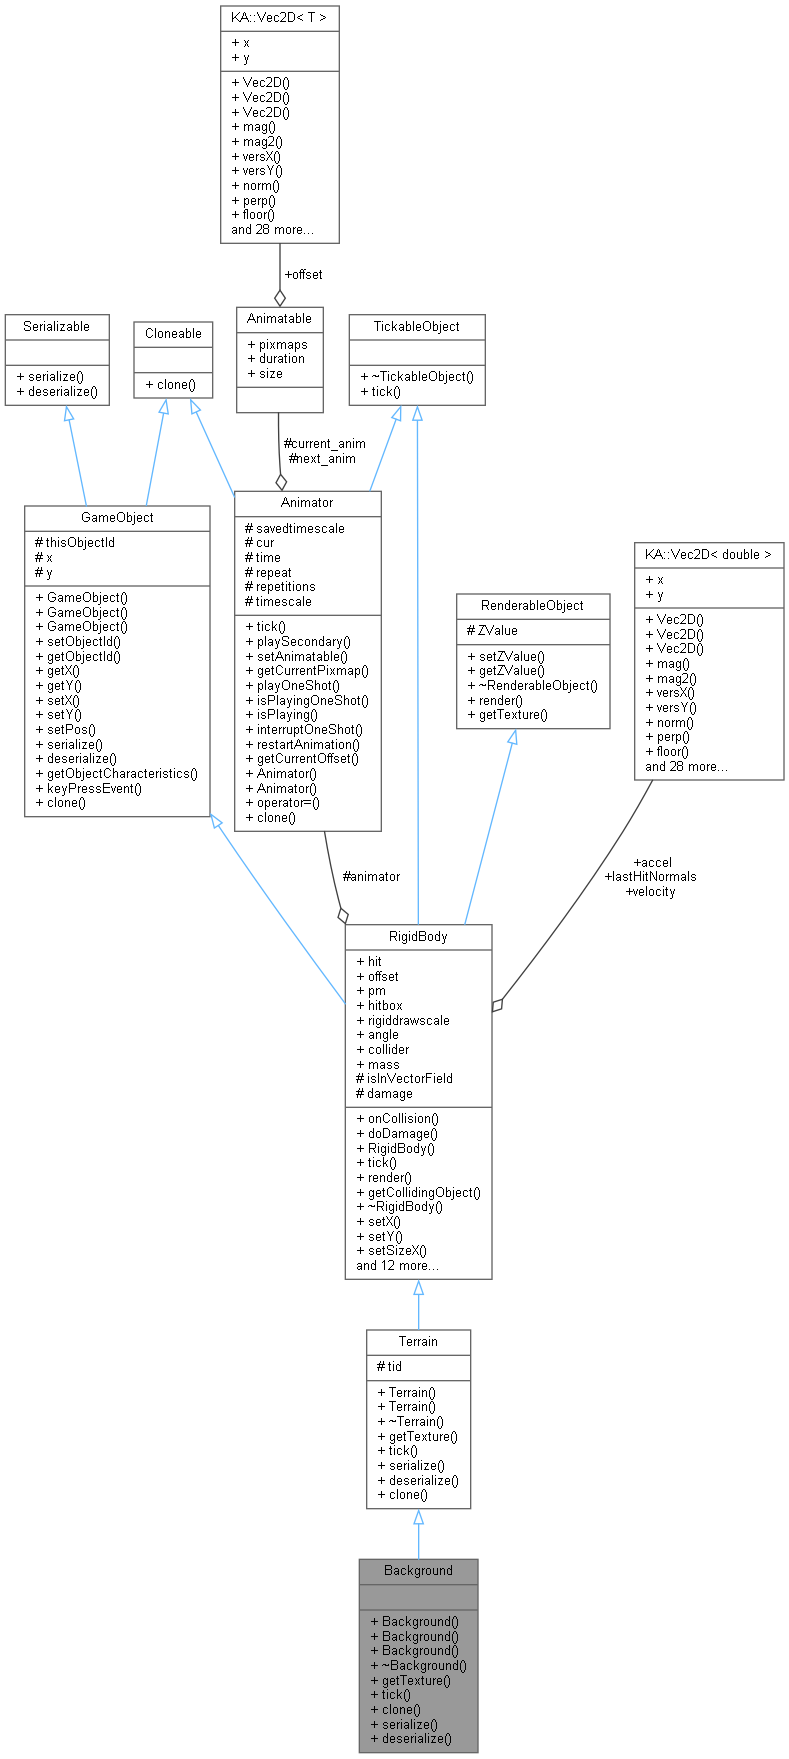 KA::Vec2D< T >
+ x
+ y
+ Vec2D()
+ Vec2D()
+ Vec2D()
+ mag()
+ mag2()
+ versX()
+ versY()
+ norm()
+ perp()
+ floor()
and 28 more...
+offset
Serializable
+ serialize()
+ deserialize()
Cloneable
+ clone()
Animatable
+ pixmaps
+ duration
+ size
TickableObject
+ ~TickableObject()
+ tick()
#current_anim
#next_anim
GameObject
# thisObjectId
# x
# y
+ GameObject()
+ GameObject()
+ GameObject()
+ setObjectId()
+ getObjectId()
+ getX()
+ getY()
+ setX()
+ setY()
+ setPos()
+ serialize()
+ deserialize()
+ getObjectCharacteristics()
+ keyPressEvent()
+ clone()
Animator
# savedtimescale
# cur
# time
# repeat
# repetitions
# timescale
+ tick()
+ playSecondary()
+ setAnimatable()
+ getCurrentPixmap()
+ playOneShot()
+ isPlayingOneShot()
+ isPlaying()
+ interruptOneShot()
+ restartAnimation()
+ getCurrentOffset()
+ Animator()
+ Animator()
+ operator=()
+ clone()
RenderableObject
# ZValue
+ setZValue()
+ getZValue()
+ ~RenderableObject()
+ render()
+ getTexture()
KA::Vec2D< double >
+ x
+ y
+ Vec2D()
+ Vec2D()
+ Vec2D()
+ mag()
+ mag2()
+ versX()
+ versY()
+ norm()
+ perp()
+ floor()
and 28 more...
#animator
+accel
+lastHitNormals
+velocity
RigidBody
+ hit
+ offset
+ pm
+ hitbox
+ rigiddrawscale
+ angle
+ collider
+ mass
# isInVectorField
# damage
+ onCollision()
+ doDamage()
+ RigidBody()
+ tick()
+ render()
+ getCollidingObject()
+ ~RigidBody()
+ setX()
+ setY()
+ setSizeX()
and 12 more...
Terrain
# tid
+ Terrain()
+ Terrain()
+ ~Terrain()
+ getTexture()
+ tick()
+ serialize()
+ deserialize()
+ clone()
Background
+ Background()
+ Background()
+ Background()
+ ~Background()
+ getTexture()
+ tick()
+ clone()
+ serialize()
+ deserialize()